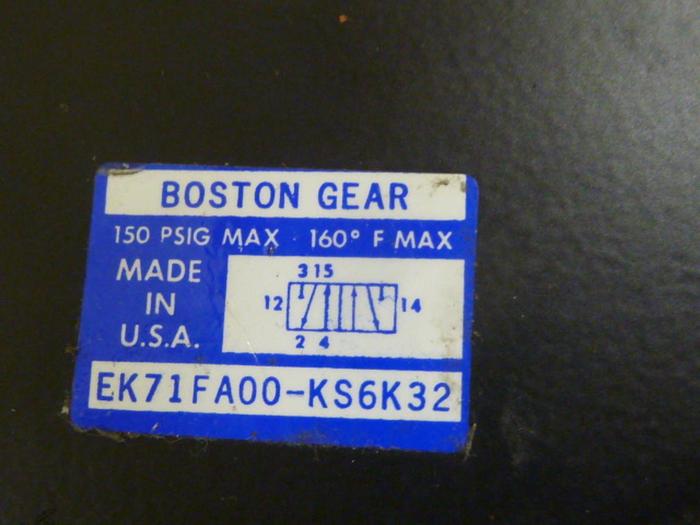 BOSTON GEAR
150 PSIG MAX 160° F MAX
MADE
IN
U.S.A.
315
12 14
2 4
EK71FA00-KS6K32